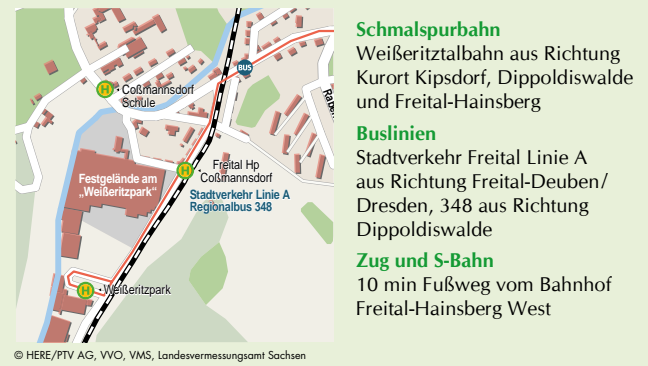 BUS
H Coßmannsdorf
Schule
Raben
H
Freital Hp
Coßmannsdorf
Festgelände am
„Weißeritzpark“
Stadtverkehr Linie A
Regionalbus 348
H Weißeritzpark
© HERE/PTV AG, VVO, VMS, Landesvermessungsamt Sachsen
Schmalspurbahn
Weißeritztalbahn aus Richtung
Kurort Kipsdorf, Dippoldiswalde
und Freital-Hainsberg
Buslinien
Stadtverkehr Freital Linie A
aus Richtung Freital-Deuben/
Dresden, 348 aus Richtung
Dippoldiswalde
Zug und S-Bahn
10 min Fußweg vom Bahnhof
Freital-Hainsberg West